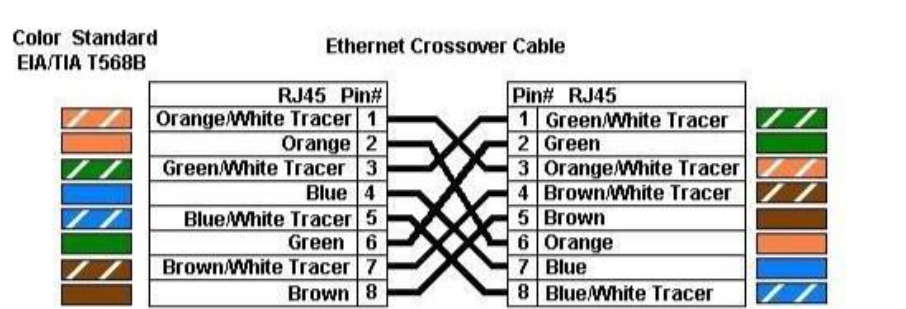 Color Standard
EIA/TIA T568B
Ethernet Crossover Cable
RJ45 Pin#
Orange/White Tracer 1
Orange 2
Green/White Tracer 3
Blue 4
Blue/White Tracer 5
Green 6
Brown/White Tracer 7
Brown 8
Pin# RJ45
1 Green/White Tracer
2 Green
3 Orange/White Tracer
4 Brown/White Tracer
5 Brown
6 Orange
7 Blue
8 Blue/White Tracer